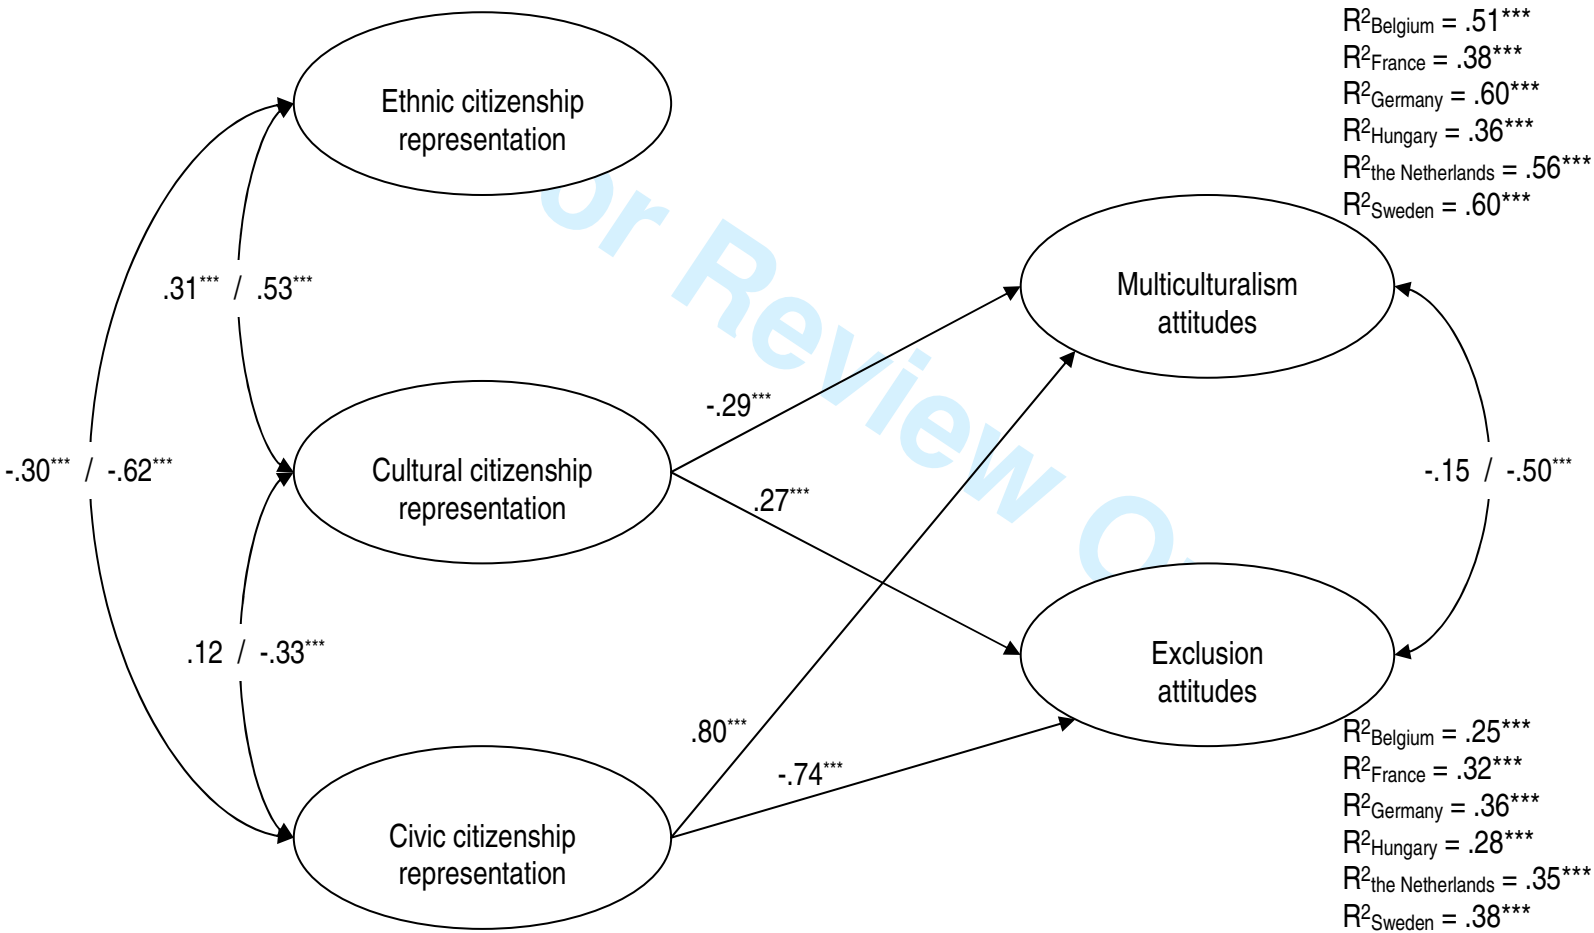 R²Belgium = .51***
R²France = .38***
R²Germany = .60***
R²Hungary = .36***
R²the Netherlands = .56***
R²Sweden = .60***
Ethnic citizenship
representation
.31*** / .53***
Multiculturalism
attitudes
-.29***
Cultural citizenship
representation
-.30*** / -.62***
-.15 / -.50***
.27***
.12 / -.33***
Exclusion
attitudes
.80***
-.74***
Civic citizenship
representation
R²Belgium = .25***
R²France = .32***
R²Germany = .36***
R²Hungary = .28***
R²the Netherlands = .35***
R²Sweden = .38***
or Review O